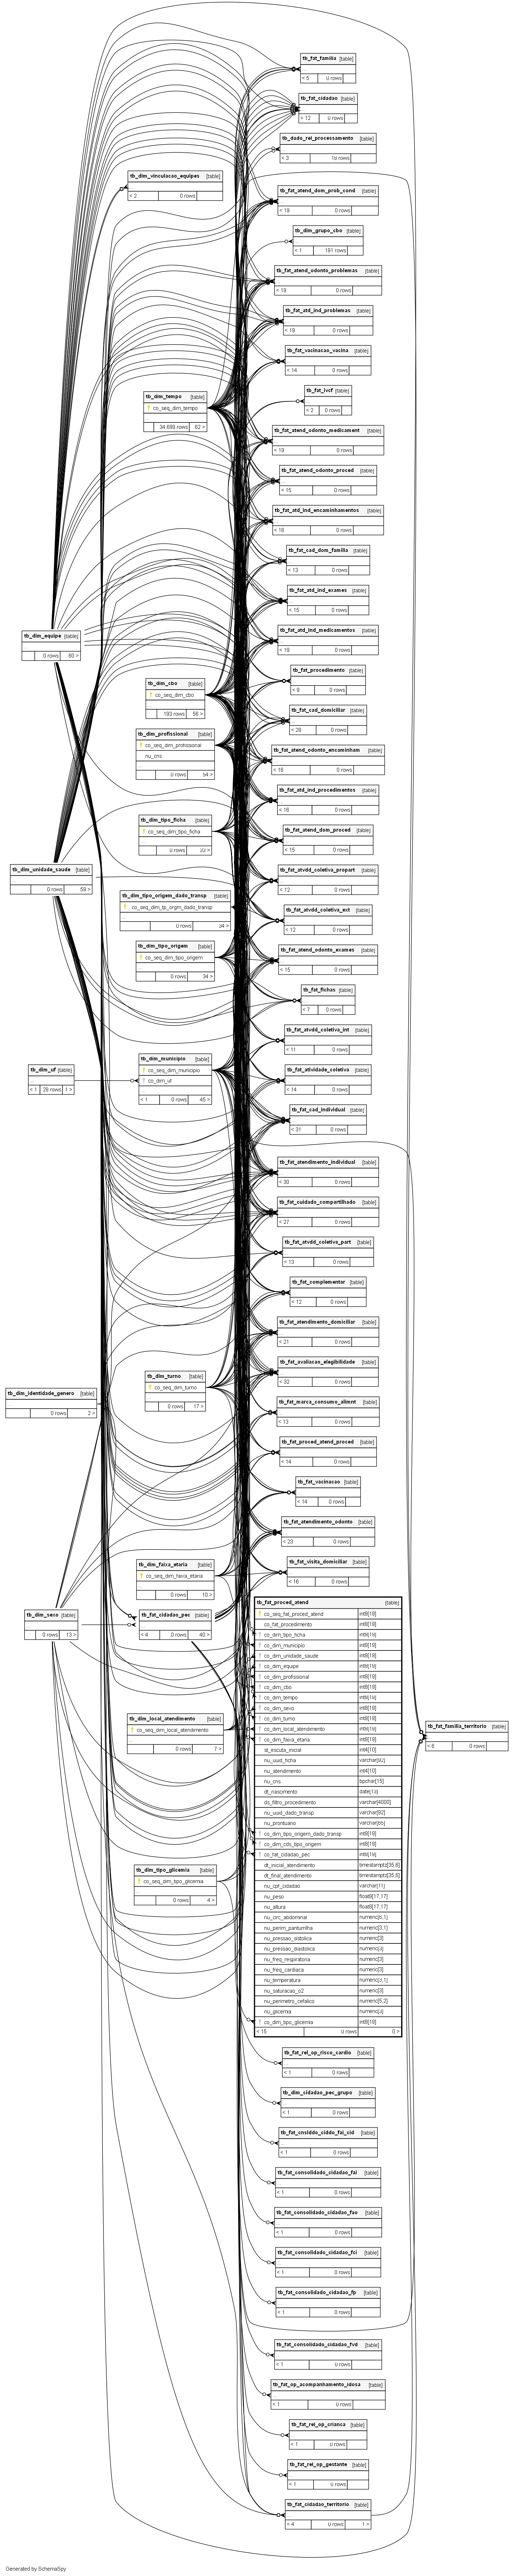 tb_fat_familia [table]
< 5 0 rows
tb_fat_cidadao [table]
< 12 0 rows
tb_dado_rel_processamento [table]
< 3
tb_dim_vinculacao_equipes [table]
< 2 0 rows
tb_fat_atend_dom_prob_cond [table]
< 18 0 rows
tb_dim_grupo_cbo [table]
< 1 191 rows
tb_fat_atend_odonto_problemas [table]
< 19 0 rows
tb_fat_atd_ind_problemas [table]
< 19 0 rows
tb_fat_vacinacao_vacina [table]
< 14 0 rows
tb_fat_ivcf [table]
< 2 0 rows
tb_dim_tempo [table]
co_seq_dim_tempo
62 >
tb_fat_atend_odonto_medicament [table]
< 19 0 rows
tb_fat_atend_odonto_proced [table]
< 15 0 rows
tb_fat_atd_ind_encaminhamentos [table]
< 16 0 rows
tb_fat_cad_dom_familia [table]
< 13 0 rows
tb_fat_atd_ind_exames [table]
< 15 0 rows
tb_dim_equipe [table]
0 rows 60 >
tb_fat_atd_ind_medicamentos [table]
< 19 0 rows
tb_fat_procedimento [table]
< 9 0 rows
tb_dim_cbo [table]
co_seq_dim_cbo
193 rows 56 >
tb_fat_cad_domiciliar [table]
< 28 0 rows
tb_dim_profissional [table]
co_seq_dim_profissional
nu_cns
0 rows 54 >
tb_fat_atend_odonto_encaminham [table]
< 16 0 rows
tb_fat_atd_ind_procedimentos [table]
< 16 0 rows
tb_dim_tipo_ficha [table]
co_seq_dim_tipo_ficha
0 rows
tb_fat_atend_dom_proced [table]
< 15 0 rows
tb_dim_unidade_saude [table]
0 rows 59 >
tb_fat_atvdd_coletiva_propart [table]
< 12 0 rows
tb_dim_tipo_origem_dado_transp [table]
co_seq_dim_tp_orgm_dado_transp
0 rows 34 >
tb_fat_atvdd_coletiva_ext [table]
< 12 0 rows
tb_dim_tipo_origem [table]
co_seq_dim_tipo_origem
0 rows 34 >
tb_fat_atend_odonto_exames [table]
< 15 0 rows
tb_fat_fichas [table]
< 7 0 rows
tb_fat_atvdd_coletiva_int [table]
< 11 0 rows
tb_dim_uf [table]
< 1 28 rows 1 >
tb_dim_municipio [table]
co_seq_dim_municipio
co_dim_uf
< 1 0 rows 45 >
tb_fat_atividade_coletiva [table]
< 14 0 rows
tb_fat_cad_individual [table]
< 31 0 rows
tb_fat_atendimento_individual [table]
< 30 0 rows
tb_fat_cuidado_compartilhado [table]
< 27 0 rows
tb_fat_atvdd_coletiva_part [table]
< 13 0 rows
tb_fat_complementar [table]
< 12 0 rows
tb_fat_atendimento_domiciliar [table]
< 21 0 rows
tb_dim_identidade_genero [table]
0 rows 2 >
tb_dim_turno [table]
co_seq_dim_turno
0 rows 17 >
tb_fat_avaliacao_elegibilidade [table]
< 32 0 rows
tb_fat_marca_consumo_alimnt [table]
< 13 0 rows
tb_fat_proced_atend_proced [table]
< 14 0 rows
tb_fat_vacinacao [table]
< 14 0 rows
tb_fat_atendimento_odonto [table]
< 23 0 rows
tb_dim_faixa_etaria [table]
co_seq_dim_faixa_etaria
0 rows 10 >
tb_fat_visita_domiciliar [table]
< 16 0 rows
tb_dim_sexo [table]
0 rows 13 >
tb_fat_cidadao_pec [table]
< 4 0 rows 40 >
tb_fat_proced_atend [table]
co_seq_fat_proced_atend int8[19]
co_fat_procedimento int8[19]
co_dim_tipo_ficha int8[19]
co_dim_municipio int8[19]
co_dim_unidade_saude int8[19]
co_dim_equipe int8[19]
co_dim_profissional int8[19]
co_dim_cbo int8[19]
co_dim_tempo int8[19]
co_dim_sexo int8[19]
co_dim_turno int8[19]
co_dim_local_atendimento int8[19]
co_dim_faixa_etaria int8[19]
st_escuta_inicial int4[10]
nu_uuid_ficha varchar[92]
nu_atendimento int4[10]
nu_cns bpchar[15]
dt_nascimento date[13]
ds_filtro_procedimento varchar[4000]
nu_uuid_dado_transp varchar[92]
nu_prontuario varchar[65]
co_dim_tipo_origem_dado_transp int8[19]
co_dim_cds_tipo_origem int8[19]
co_fat_cidadao_pec int8[19]
dt_inicial_atendimento timestamptz[35,6]
dt_final_atendimento timestamptz[35,6]
nu_cpf_cidadao varchar[11]
nu_peso float8[17,17]
nu_altura float8[17,17]
nu_circ_abdominal numeric[6,1]
nu_perim_panturrilha numeric[3,1]
nu_pressao_sistolica numeric[3]
nu_pressao_diastolica numeric[3]
nu_freq_respiratoria numeric[3]
nu_freq_cardiaca numeric[3]
nu_temperatura numeric[3,1]
nu_saturacao_o2 numeric[3]
nu_perimetro_cefalico numeric[5,2]
nu_glicemia numeric[3]
co_dim_tipo_glicemia int8[19]
< 15 0 rows 0 >
tb_dim_local_atendimento [table]
co_seq_dim_local_atendimento
0 rows 7 >
tb_fat_familia_territorio [table]
< 6 0 rows
tb_dim_tipo_glicemia [table]
co_seq_dim_tipo_glicemia
0 rows 4 >
tb_fat_rel_op_risco_cardio [table]
< 1 0 rows
tb_dim_cidadao_pec_grupo [table]
< 1 0 rows
tb_fat_cnslddo_ciddo_fai_cid [table]
< 1 0 rows
tb_fat_consolidado_cidadao_fai [table]
< 1 0 rows
tb_fat_consolidado_cidadao_fao [table]
< 1 0 rows
tb_fat_consolidado_cidadao_fci [table]
< 1 0 rows
tb_fat_consolidado_cidadao_fp [table]
< 1 0 rows
tb_fat_consolidado_cidadao_fvd [table]
< 1 0 rows
tb_fat_op_acompanhamento_idosa [table]
< 1 0 rows
tb_fat_rel_op_crianca [table]
< 1 0 rows
tb_fat_rel_op_gestante [table]
< 1 0 rows
tb_fat_cidadao_territorio [table]
< 4 0 rows 1 >
Generated by SchemaSpy